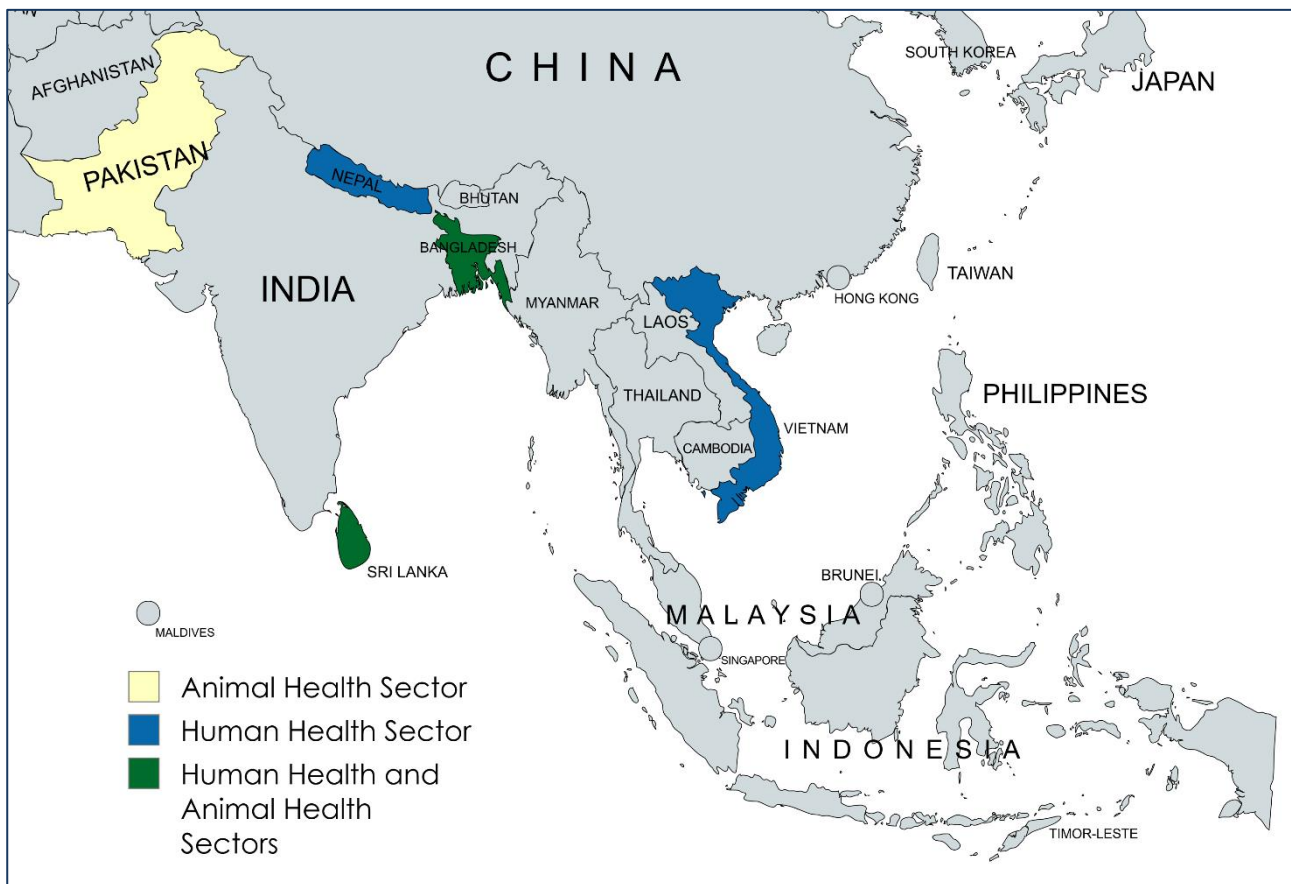 AN
AFGHANISTAN
PAKISTAN
CHINA
SOUTH KOREA
JAPAN
NEPAL
BHUTAN
BANGLADESH
INDIA
MYANMAR
TAIWAN
HONG KONG
LAOS
THAILAND
PHILIPPINES
VIETNAM
CAMBODIA
SRI LANKA
BRUNEI
MALAYSIA
MALDIVES
SINGAPORE
INDONESIA
TIMOR-LESTE
Animal Health Sector
Human Health Sector
Human Health and
Animal Health
Sectors